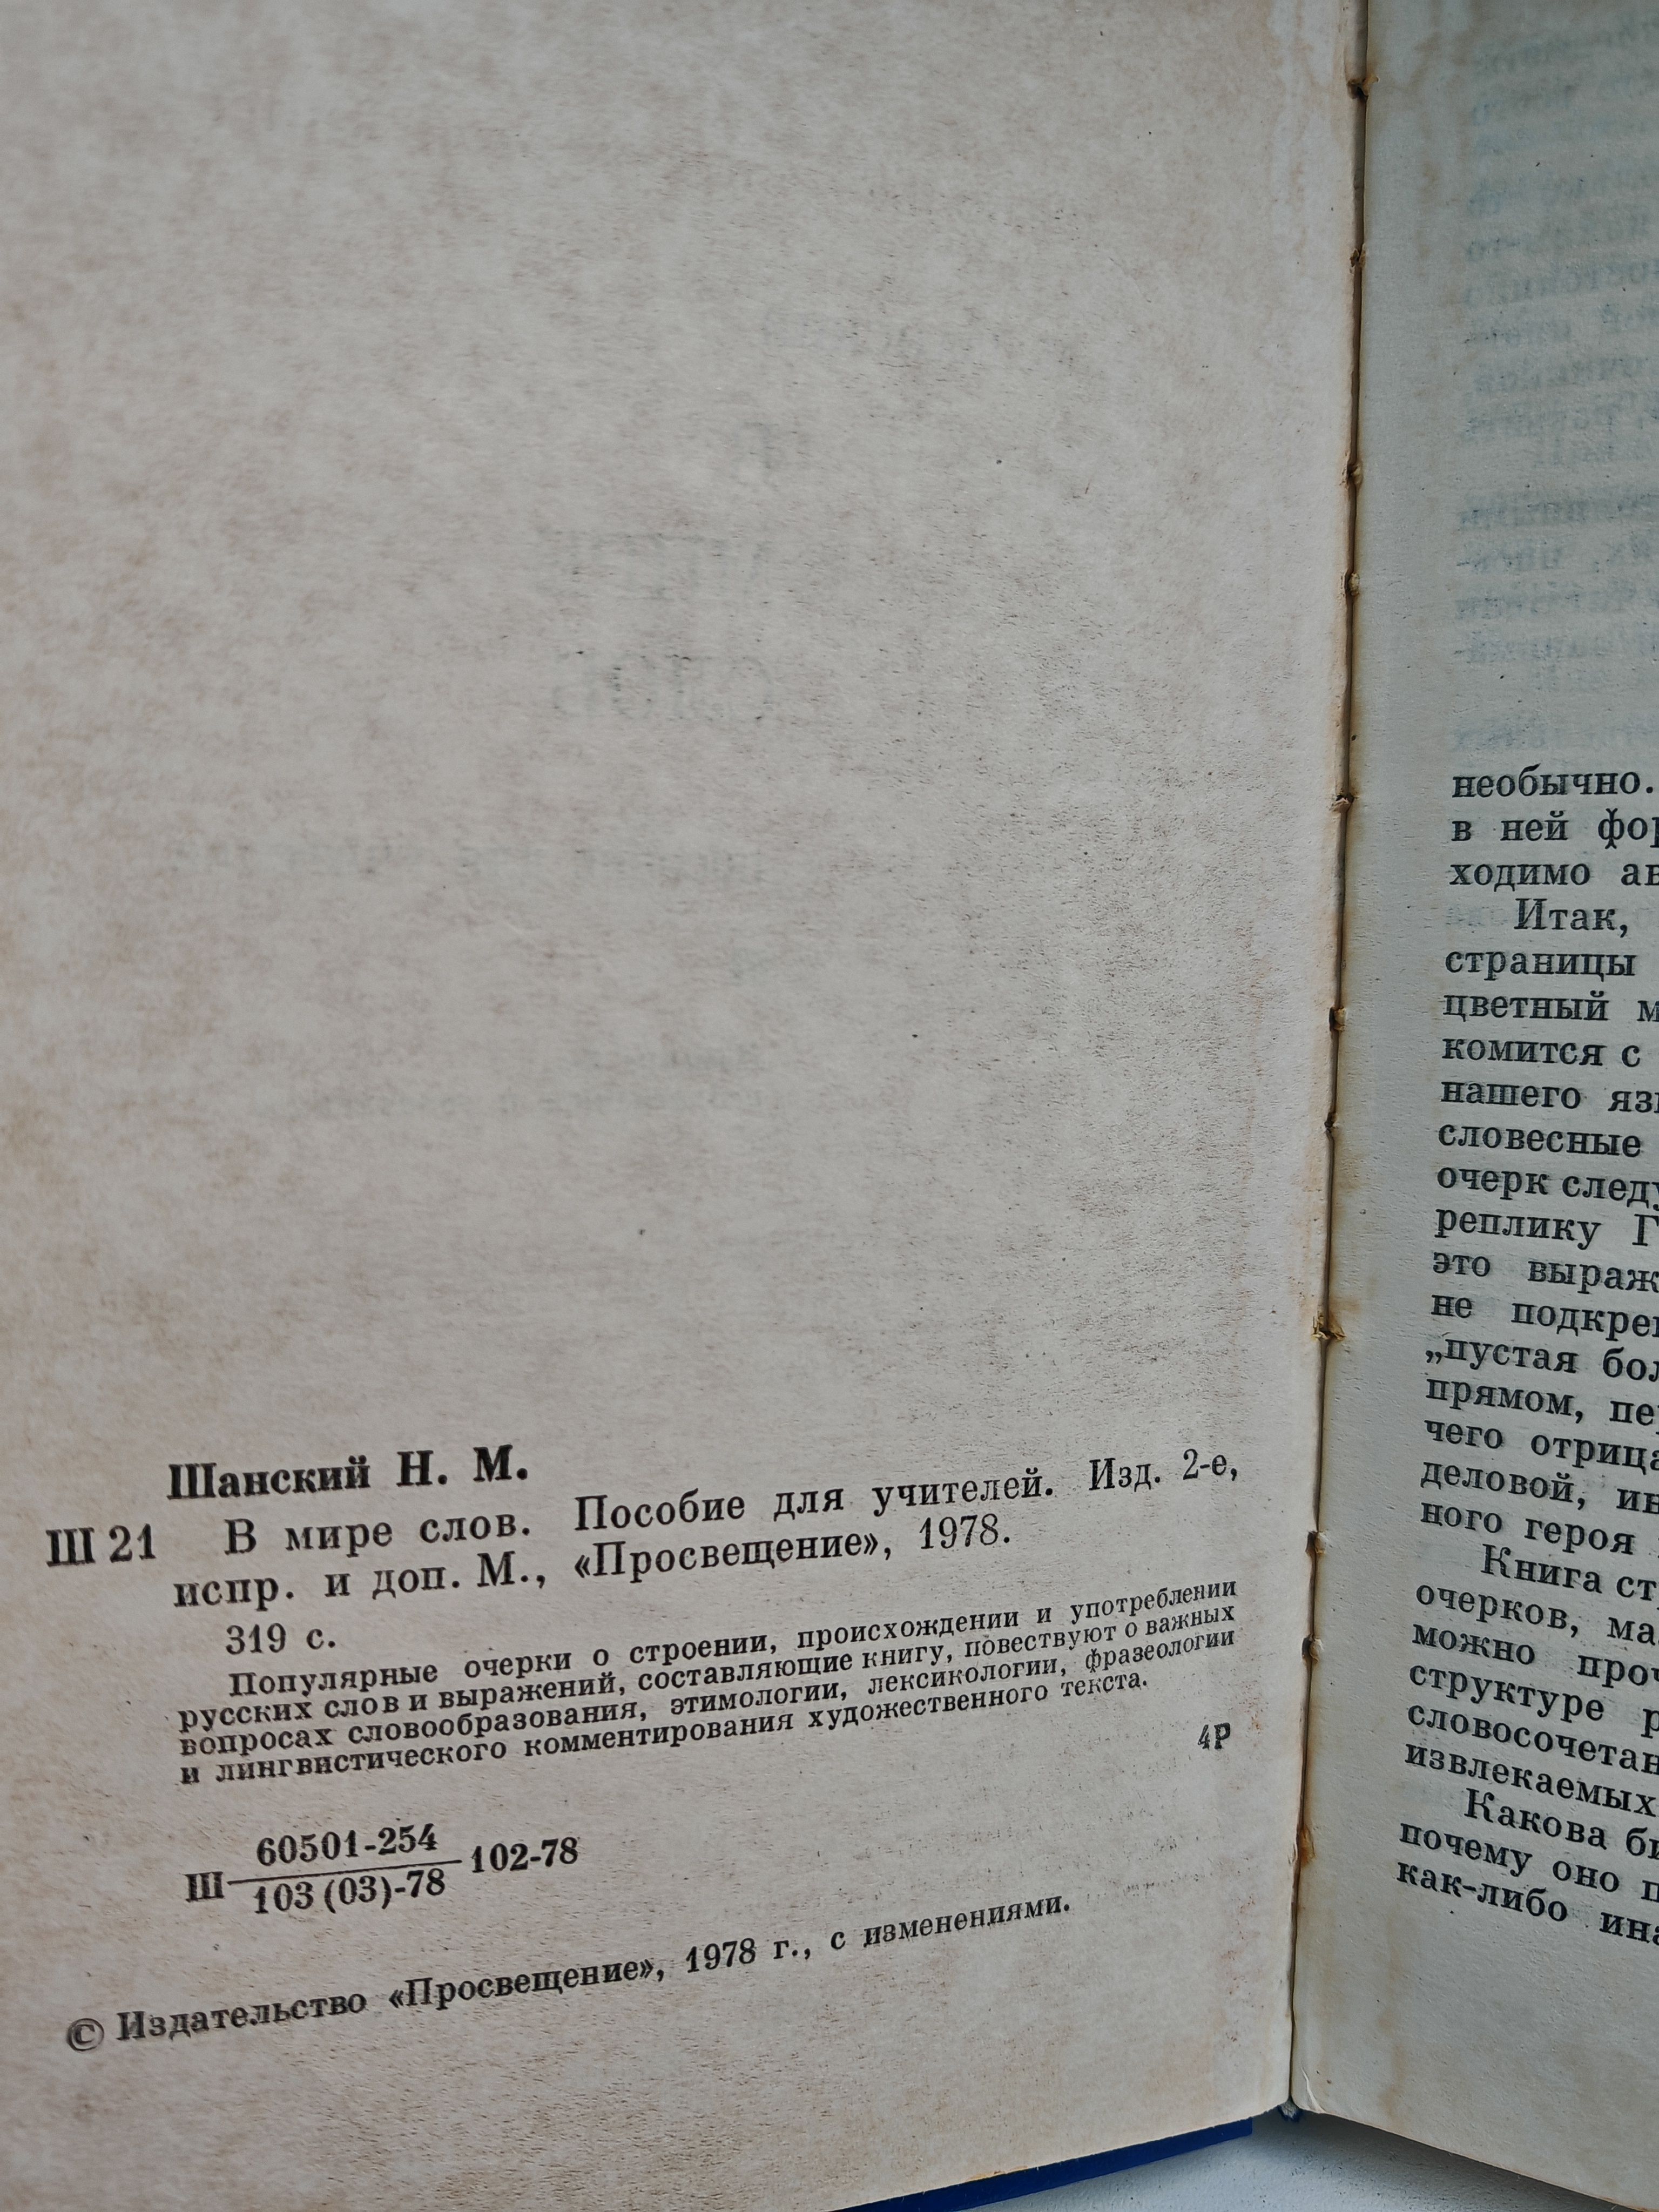 Шанский Н. М.
Ш 21 В мире слов. Пособие для учителей. Изд. 2-е,
испр. и доп. М., «Просвещение», 1978.
319 с.
Популярные очерки о строении, происхождении и употреблении
русских слов и выражений, составляющие книгу, повествуют о важных
вопросах словообразования, этимологии, лексикологии, фразеологии
и лингвистического комментирования художественного текста.
4Р
Ш 60501-254 102-78
103 (03)-78
© Издательство «Просвещение», 1978 г., с изменениями.
необычно.
в ней фор
ходимо ав
Итак,
страницы
цветный м
комится с
нашего язы
словесные
очерк следу
реплику Г
это выраж
не подкреп
„пустая бол
прямом, пер
чего отрица
деловой, ин
ного героя
Книга ст
очерков, ма
можно проч
структуре р
словосочетан
извлекаемых
Какова би
почему оно п
как-либо ина